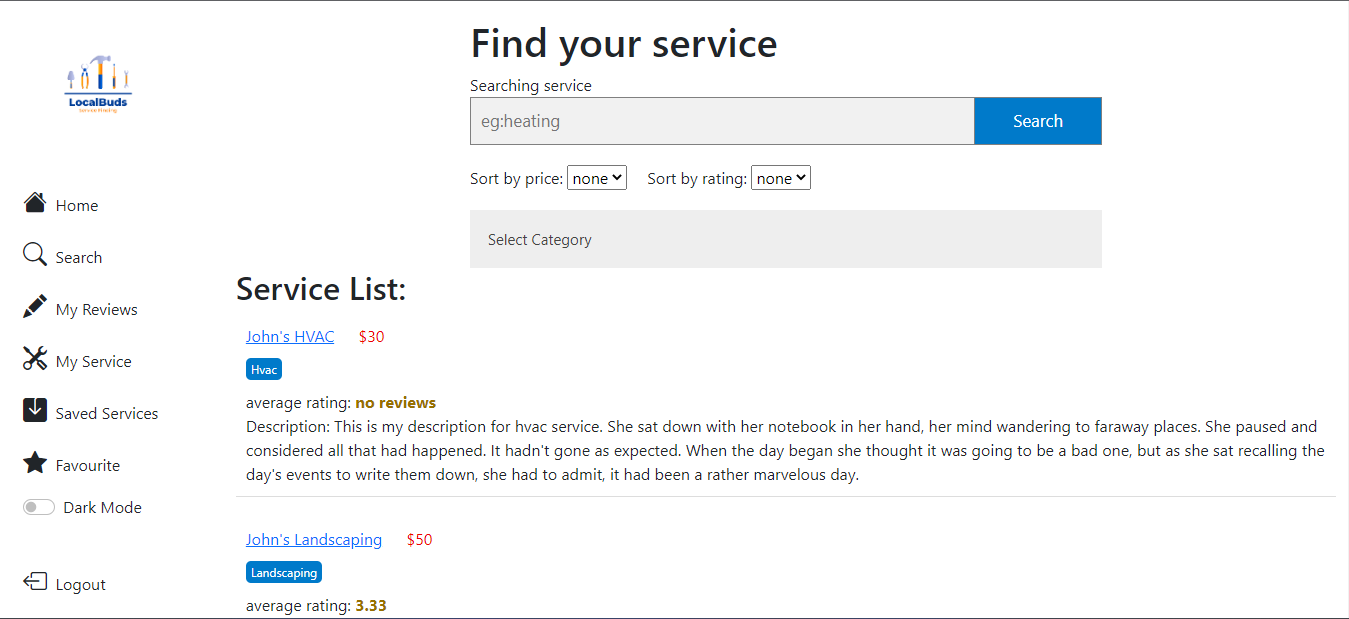 LocalBuds
Home
Search
My Reviews
My Service
Saved Services
Favourite
Dark Mode
Logout
Find your service
Searching service
eg:heating
Search
Sort by price: none Sort by rating: none
Select Category
Service List:
John's HVAC $30
Hvac
average rating: no reviews
Description: This is my description for hvac service. She sat down with her notebook in her hand, her mind wandering to faraway places. She paused and
considered all that had happened. It hadn't gone as expected. When the day began she thought it was going to be a bad one, but as she sat recalling the
day's events to write them down, she had to admit, it had been a rather marvelous day.
John's Landscaping $50
Landscaping
average rating: 3.33